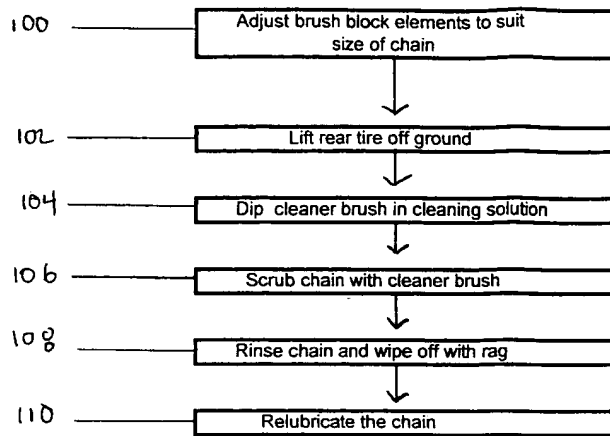 100
Adjust brush block elements to suit
size of chain
102
Lift rear tire off ground
104
Dip cleaner brush in cleaning solution
106
Scrub chain with cleaner brush
108
Rinse chain and wipe off with rag
110
Relubricate the chain